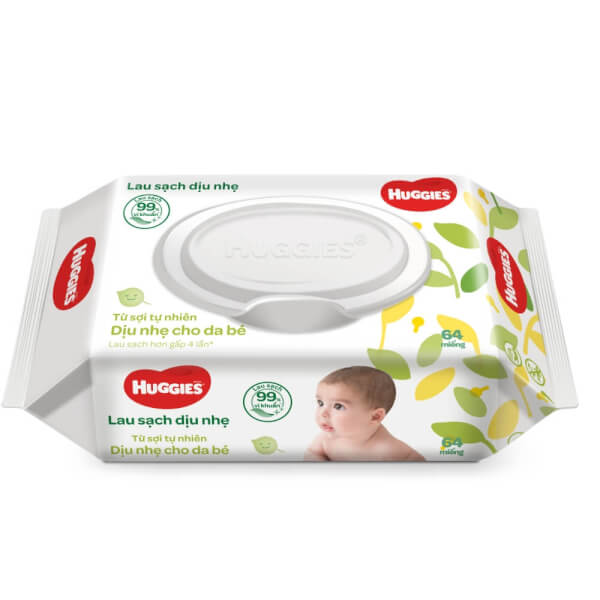 Lau sạch dịu nhẹ
HUGGIES
Lau sạch
99%
vi khuẩn
HUGGIES
HUGGIES
HUGGIES
Từ sợi tự nhiên
Dịu nhẹ cho da bé
Lau sạch hơn gấp 4 lần*
64
miếng
HUGGIES
Lau sạch
99%
vi khuẩn
Lau sạch dịu nhẹ
Từ sợi tự nhiên
Dịu nhẹ cho da bé
64
miếng